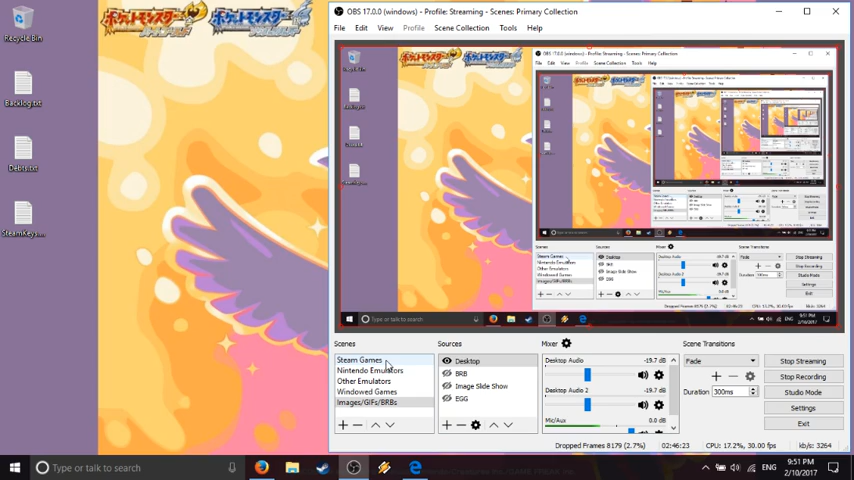 Recycle Bin
Backlog.txt
Debts.txt
SteamKeys....
ポケットモンスター
ポケットモンスター
OBS 17.0.0 (windows) - Profile: Streaming - Scenes: Primary Collection
File Edit View Profile Scene Collection Tools Help
Scenes
Steam Games
Nintendo Emulators
Other Emulators
Windowed Games
Images/GIFs/BRBs
Sources
Desktop
BRB
Image Slide Show
EGG
Mixer
Desktop Audio -19.7 dB
Desktop Audio 2 -19.7 dB
Mic/Aux 0.0 dB
Scene Transitions
Fade
Duration 300ms
Stop Streaming
Stop Recording
Studio Mode
Settings
Exit
Dropped Frames 8179 (2.7%) 02:46:23 CPU: 17.2%, 30.00 fps kb/s: 3264
Type or talk to search
ENG
9:51 PM
2/10/2017